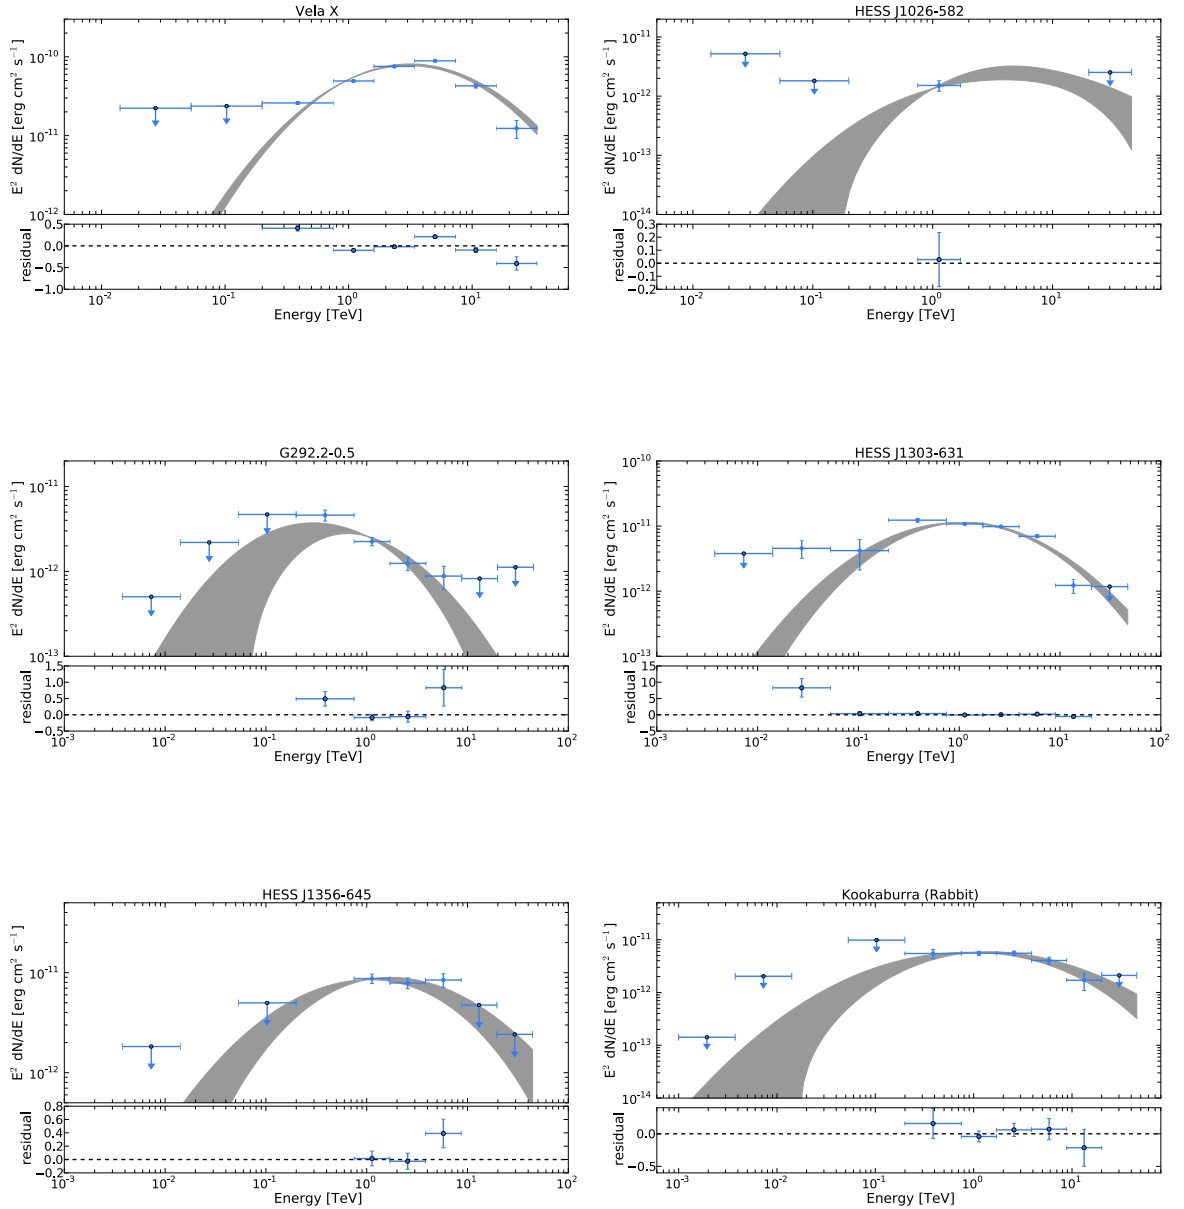 Vela X
E² dN/dE [erg cm² s⁻¹]
10⁻¹⁰
10⁻¹¹
10⁻¹²
residual
0.5
0.0
−0.5
−1.0
10⁻² 10⁻¹ 10⁰ 10¹
Energy [TeV]
HESS J1026-582
E² dN/dE [erg cm² s⁻¹]
10⁻¹¹
10⁻¹²
10⁻¹³
10⁻¹⁴
residual
0.3
0.2
0.1
0.0
−0.1
−0.2
10⁻² 10⁻¹ 10⁰ 10¹
Energy [TeV]
G292.2-0.5
E² dN/dE [erg cm² s⁻¹]
10⁻¹¹
10⁻¹²
10⁻¹³
residual
1.5
1.0
0.5
0.0
−0.5
10⁻³ 10⁻² 10⁻¹ 10⁰ 10¹ 10²
Energy [TeV]
HESS J1303-631
E² dN/dE [erg cm² s⁻¹]
10⁻¹⁰
10⁻¹¹
10⁻¹²
10⁻¹³
residual
15
10
5
0
−5
10⁻³ 10⁻² 10⁻¹ 10⁰ 10¹ 10²
Energy [TeV]
HESS J1356-645
E² dN/dE [erg cm² s⁻¹]
10⁻¹¹
10⁻¹²
residual
0.8
0.6
0.4
0.2
0.0
−0.2
10⁻³ 10⁻² 10⁻¹ 10⁰ 10¹ 10²
Energy [TeV]
Kookaburra (Rabbit)
E² dN/dE [erg cm² s⁻¹]
10⁻¹¹
10⁻¹²
10⁻¹³
10⁻¹⁴
residual
0.0
−0.5
10⁻³ 10⁻² 10⁻¹ 10⁰ 10¹
Energy [TeV]